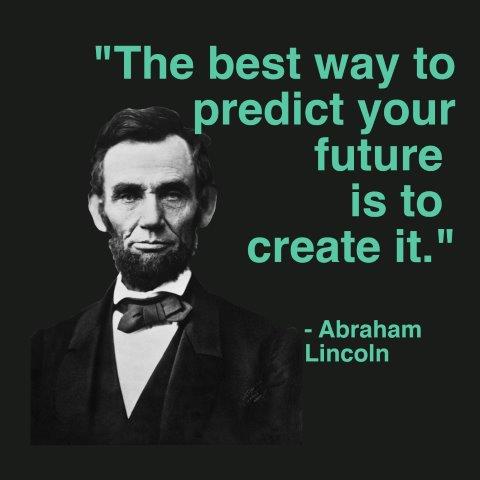 "The best way to
predict your
future
is to
create it."
- Abraham
Lincoln